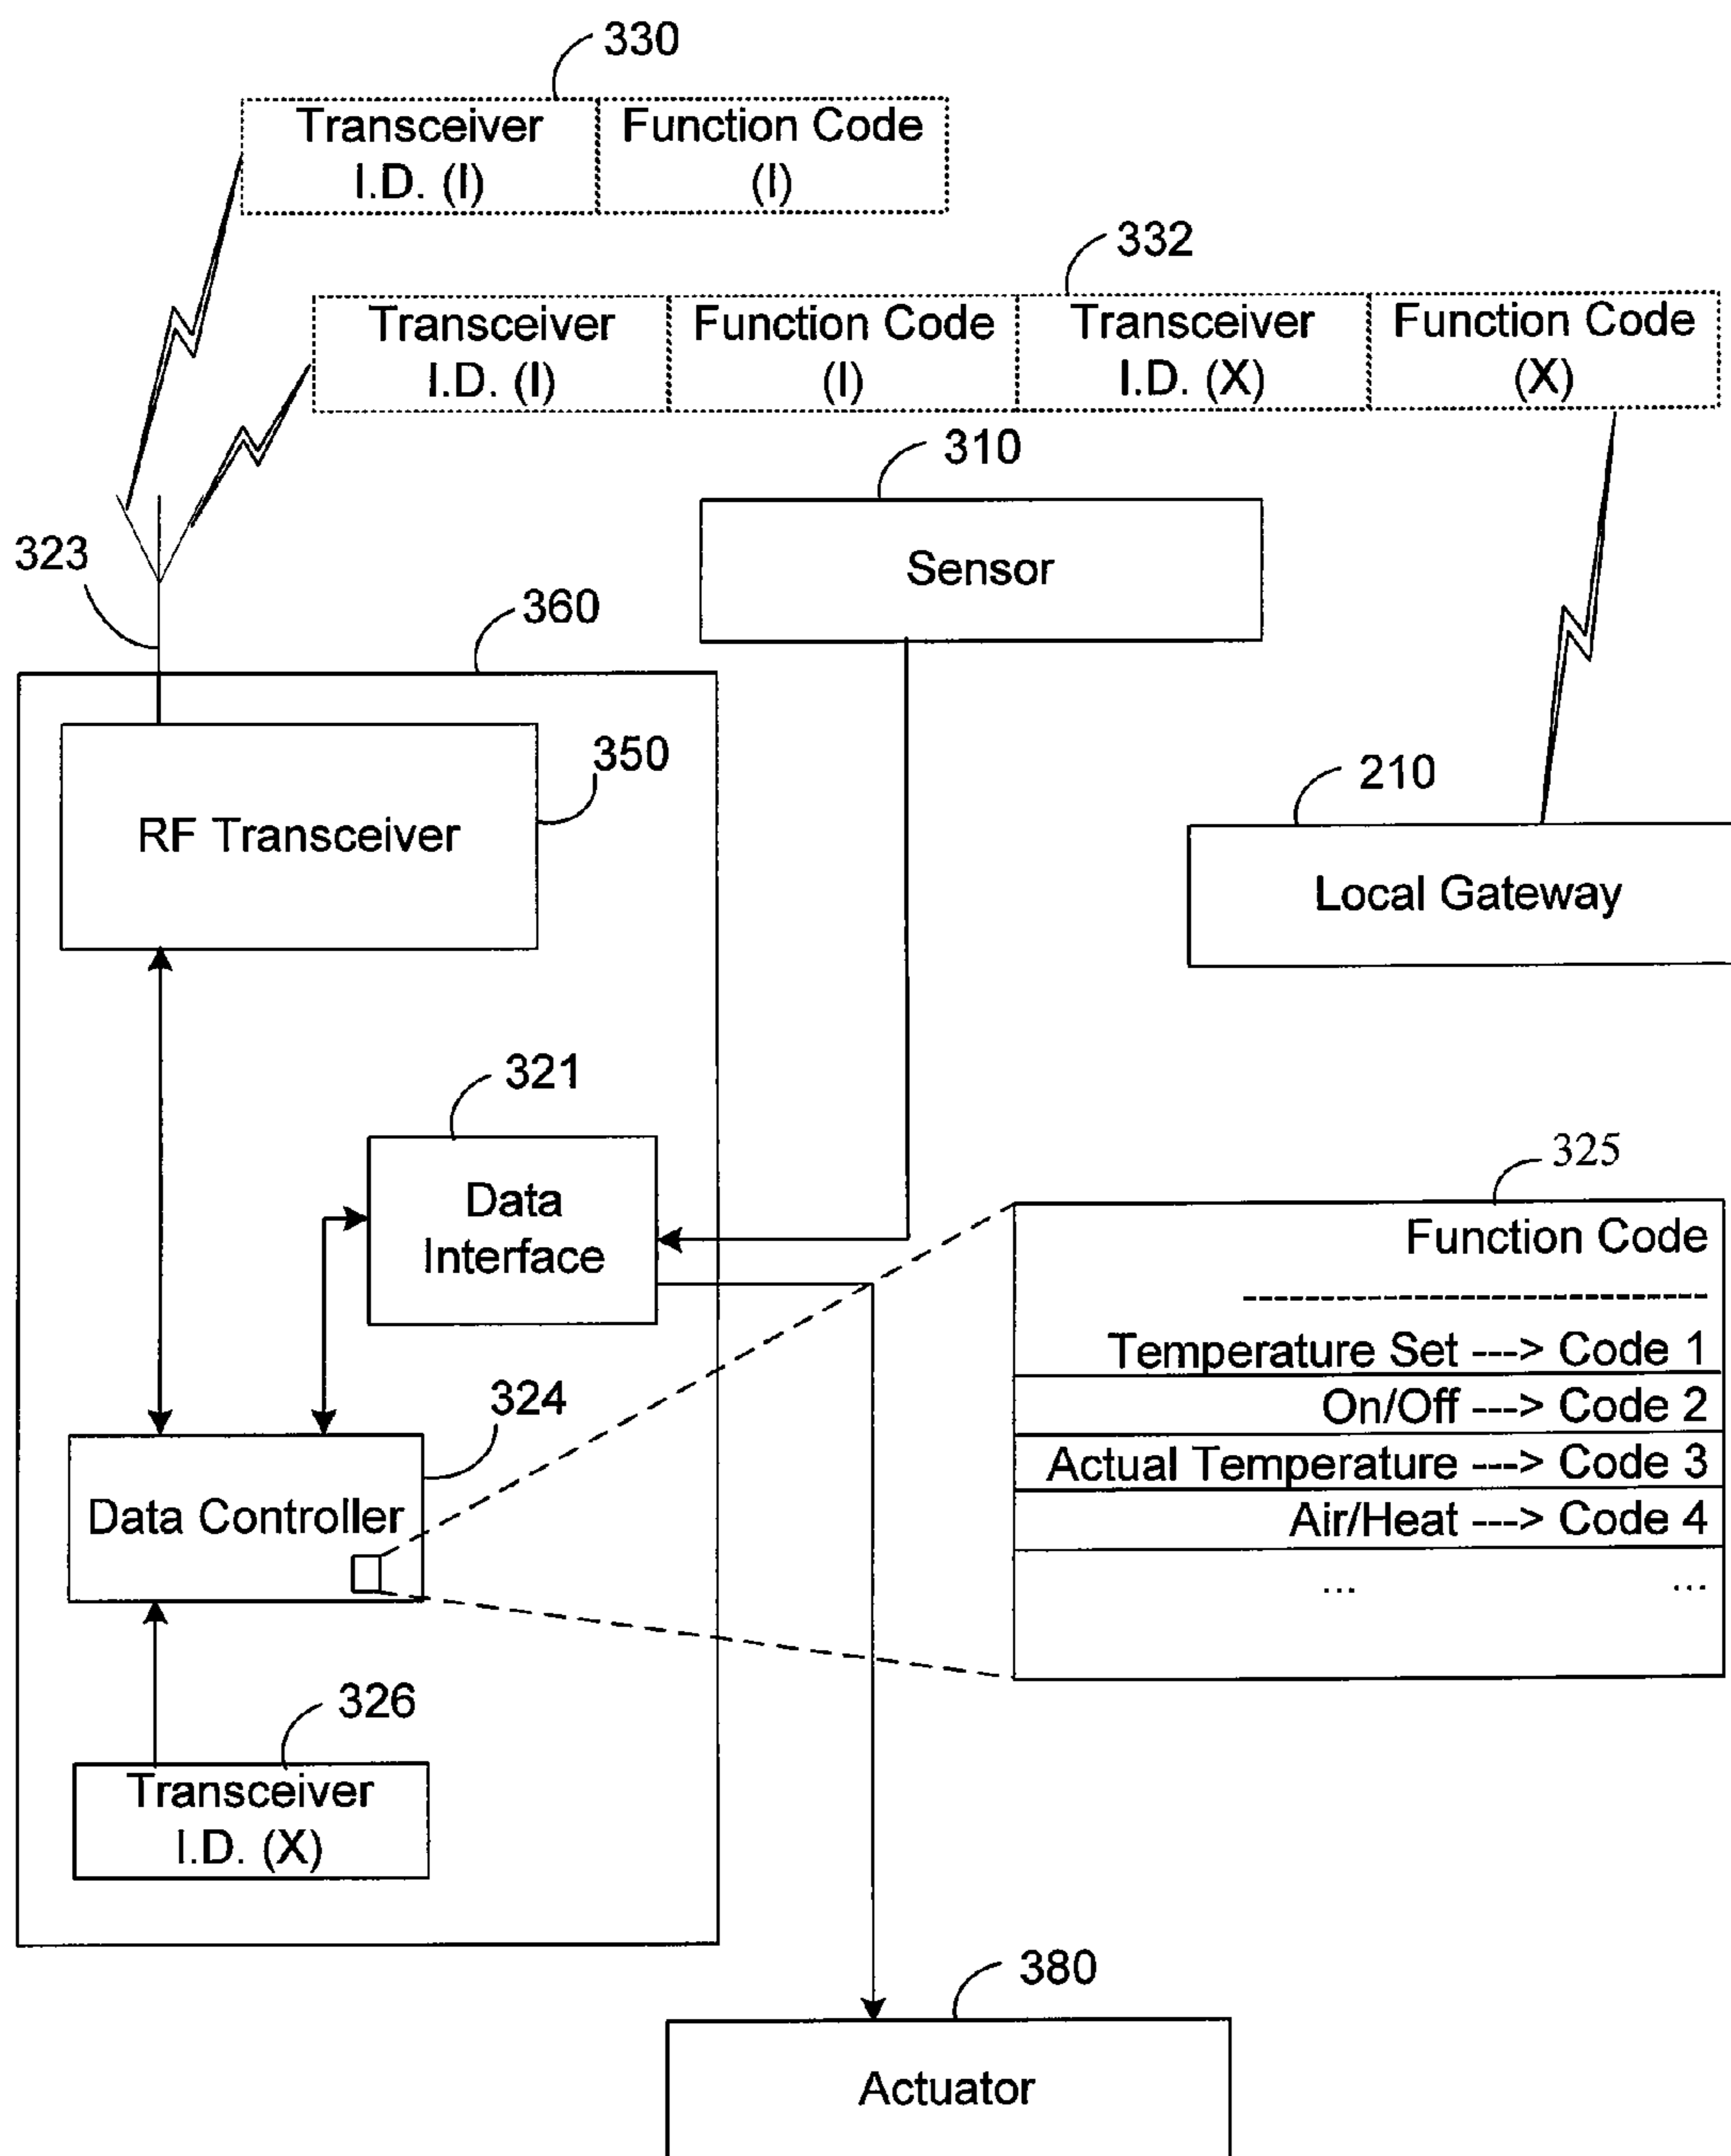 330
Transceiver I.D. (I)
Function Code (I)
332
Transceiver I.D. (I)
Function Code (I)
Transceiver I.D. (X)
Function Code (X)
310
Sensor
323
360
350
RF Transceiver
210
Local Gateway
321
Data Interface
325
Function Code
------------------------------
Temperature Set ---> Code 1
On/Off ---> Code 2
Actual Temperature ---> Code 3
Air/Heat ---> Code 4
... ...
324
Data Controller
326
Transceiver I.D. (X)
380
Actuator